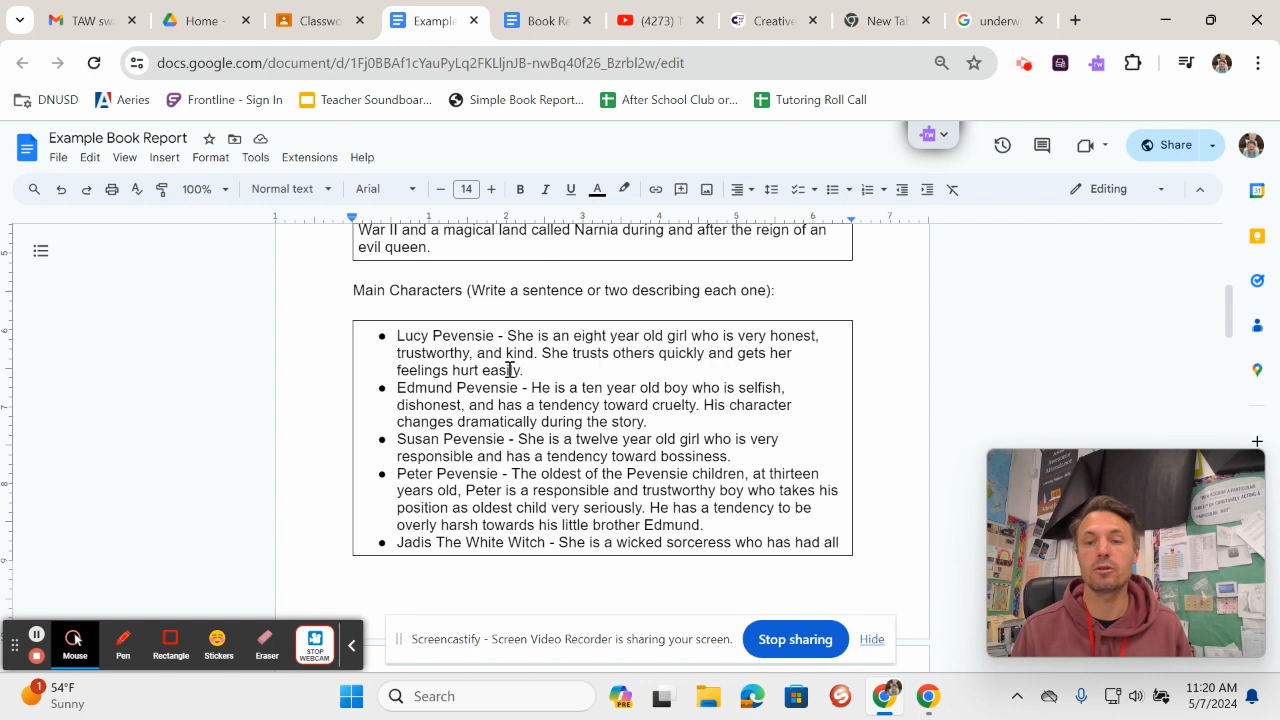 TAW sw
Home -
Classwo
Example
Book Re
(4273) T
Creative
New Tab
underw
docs.google.com/document/d/1Fj0BBAf1cYauPyLq2FKLljnJB-nwBq40f26_Bzrbl2w/edit
DNUSD
Aeries
Frontline - Sign In
Teacher Soundboar...
Simple Book Report...
After School Club or...
Tutoring Roll Call
Example Book Report
File Edit View Insert Format Tools Extensions Help
Share
100% Normal text Arial 14 Editing
1 1 2 3 4 5 6 7
War II and a magical land called Narnia during and after the reign of an
evil queen.
Main Characters (Write a sentence or two describing each one):
● Lucy Pevensie - She is an eight year old girl who is very honest,
trustworthy, and kind. She trusts others quickly and gets her
feelings hurt easily.
● Edmund Pevensie - He is a ten year old boy who is selfish,
dishonest, and has a tendency toward cruelty. His character
changes dramatically during the story.
● Susan Pevensie - She is a twelve year old girl who is very
responsible and has a tendency toward bossiness.
● Peter Pevensie - The oldest of the Pevensie children, at thirteen
years old, Peter is a responsible and trustworthy boy who takes his
position as oldest child very seriously. He has a tendency to be
overly harsh towards his little brother Edmund.
● Jadis The White Witch - She is a wicked sorceress who has had all
Mouse
Pen
Rectangle
Stickers
Eraser
STOP
WEBCAM
Screencastify - Screen Video Recorder is sharing your screen.
Stop sharing
Hide
54°F
Sunny
Search
PRE
11:20 AM
5/7/2024